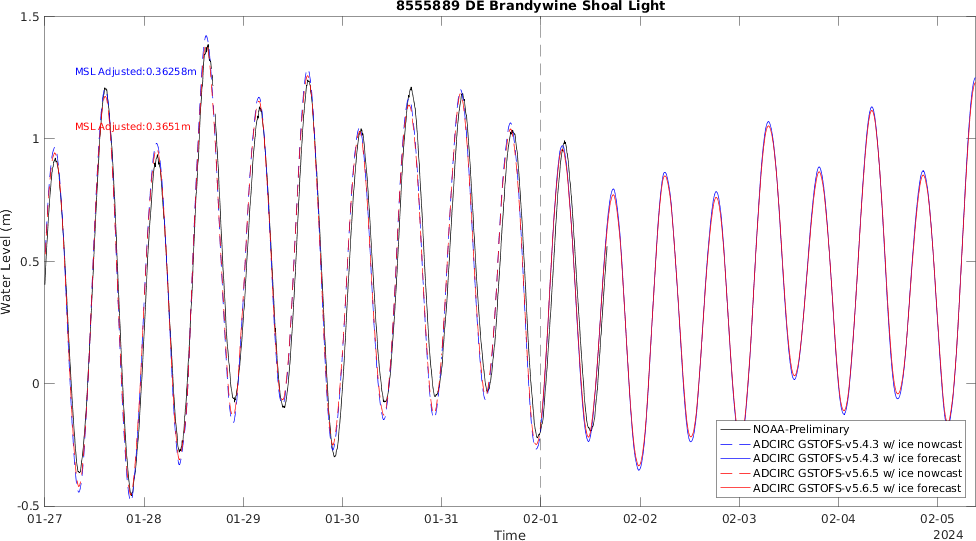 8555889 DE Brandywine Shoal Light
1.5
1
0.5
0
-0.5
Water Level (m)
MSL Adjusted:0.36258m
MSL Adjusted:0.3651m
NOAA-Preliminary
ADCIRC GSTOFS-v5.4.3 w/ ice nowcast
ADCIRC GSTOFS-v5.4.3 w/ ice forecast
ADCIRC GSTOFS-v5.6.5 w/ ice nowcast
ADCIRC GSTOFS-v5.6.5 w/ ice forecast
01-27 01-28 01-29 01-30 01-31 02-01 02-02 02-03 02-04 02-05
Time
2024